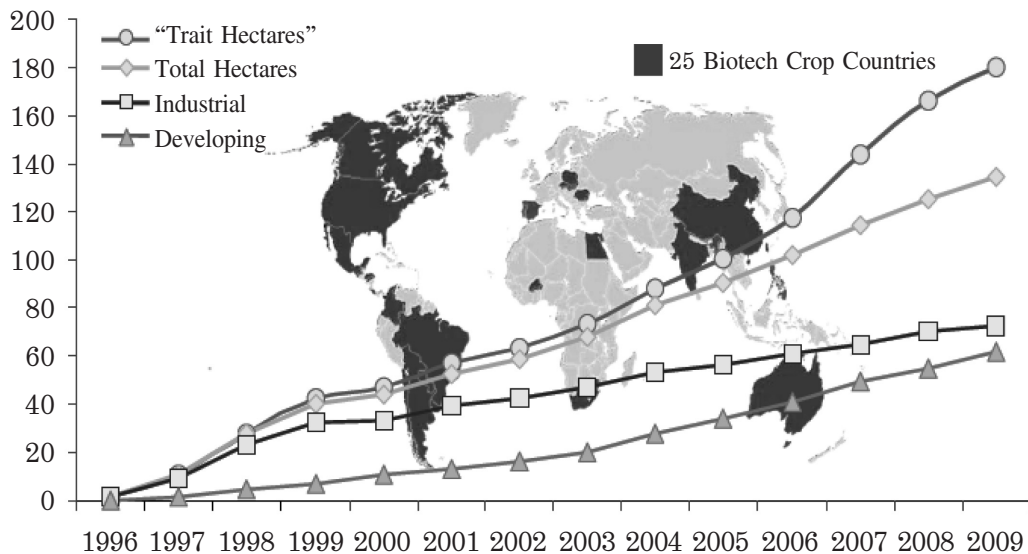 200
180
160
140
120
100
80
60
40
20
0
“Trait Hectares”
Total Hectares
Industrial
Developing
25 Biotech Crop Countries
1996 1997 1998 1999 2000 2001 2002 2003 2004 2005 2006 2007 2008 2009